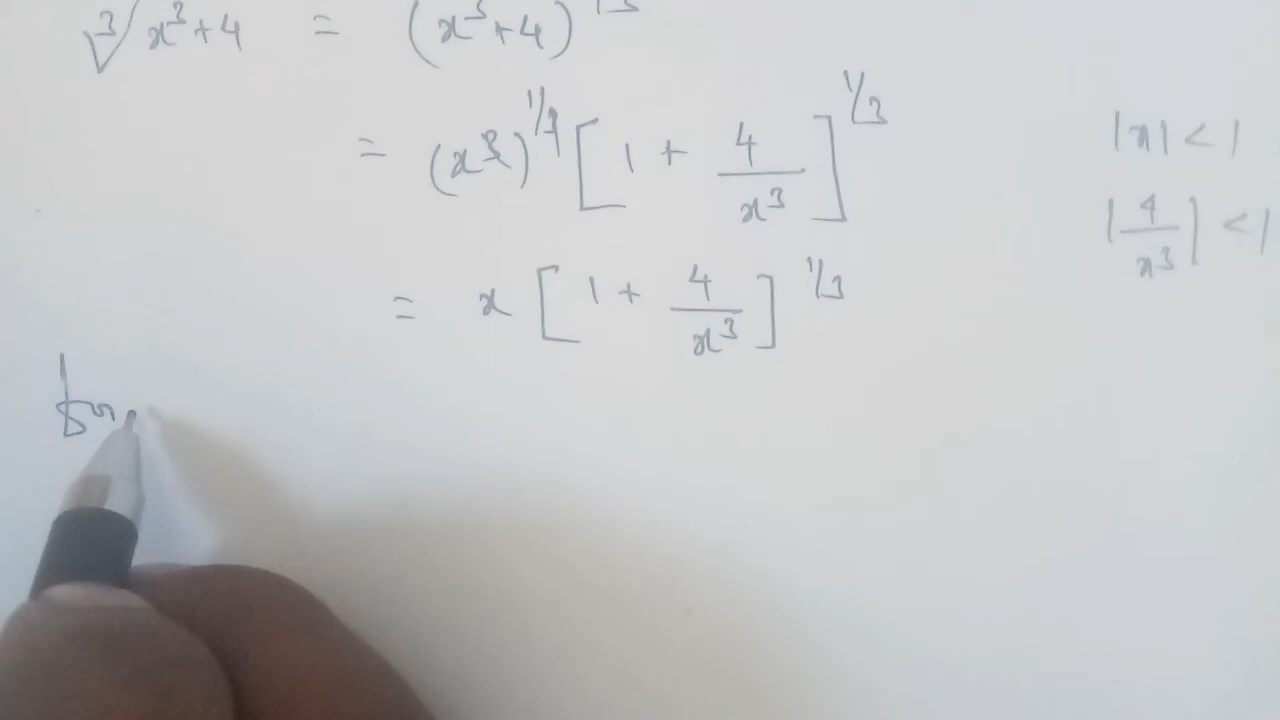 ∛x³+4 = (x³+4)^1/3
= (x³)^1/3 [1 + 4/x³]^1/3
|x| < 1
|4/x³| < 1
= x [1 + 4/x³]^1/3
for